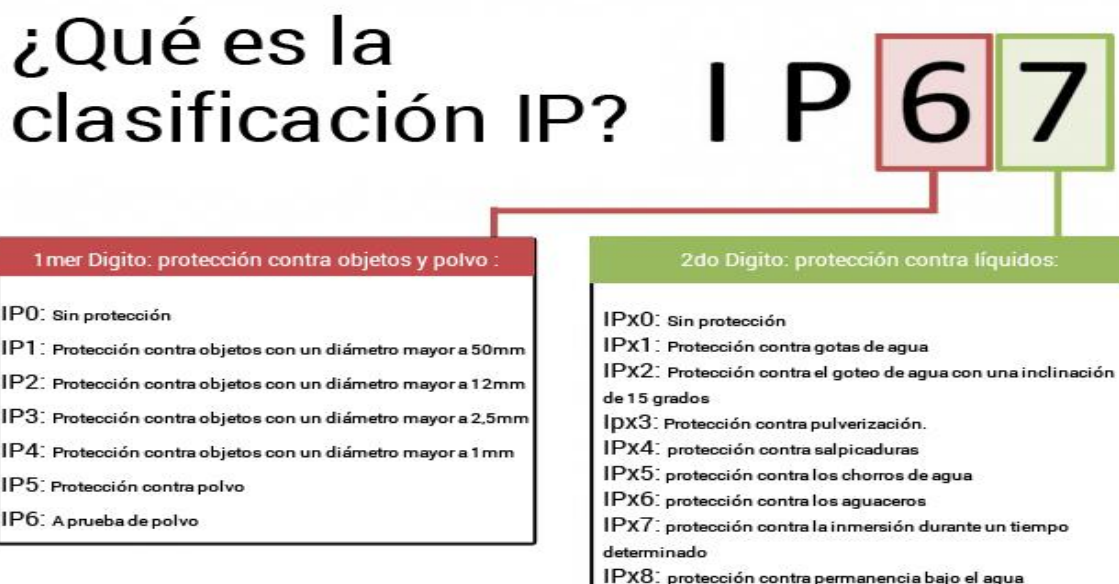 ¿Qué es la
clasificación IP?
I P 6 7
1mer Digito: protección contra objetos y polvo :
IP0: Sin protección
IP1: Protección contra objetos con un diámetro mayor a 50mm
IP2: Protección contra objetos con un diámetro mayor a 12mm
IP3: Protección contra objetos con un diámetro mayor a 2,5mm
IP4: Protección contra objetos con un diámetro mayor a 1mm
IP5: Protección contra polvo
IP6: A prueba de polvo
2do Digito: protección contra líquidos:
IPx0: Sin protección
IPx1: Protección contra gotas de agua
IPx2: Protección contra el goteo de agua con una inclinación
de 15 grados
Ipx3: Protección contra pulverización.
IPx4: protección contra salpicaduras
IPx5: protección contra los chorros de agua
IPx6: protección contra los aguaceros
IPx7: protección contra la inmersión durante un tiempo
determinado
IPx8: protección contra permanencia bajo el agua